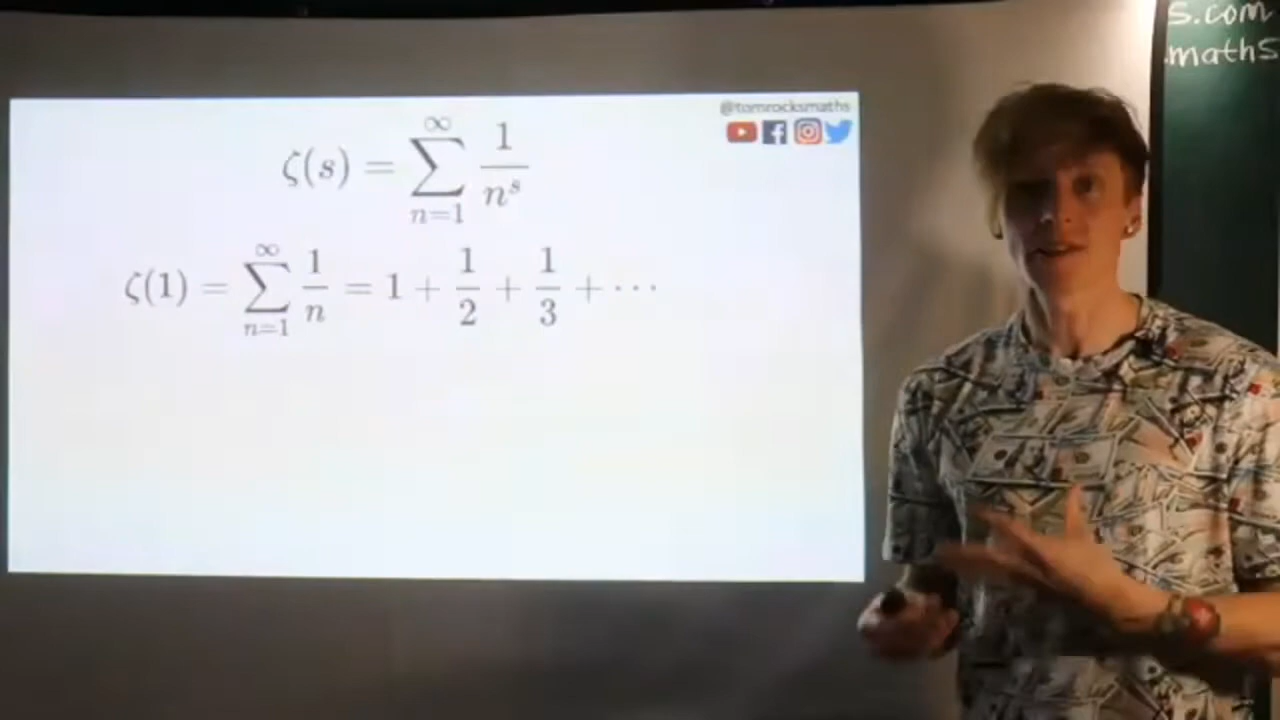 @tomrocksmaths
ζ(s) = ∑_{n=1}^{∞} 1/n^s
ζ(1) = ∑_{n=1}^{∞} 1/n = 1 + 1/2 + 1/3 + ⋯
s.com
maths